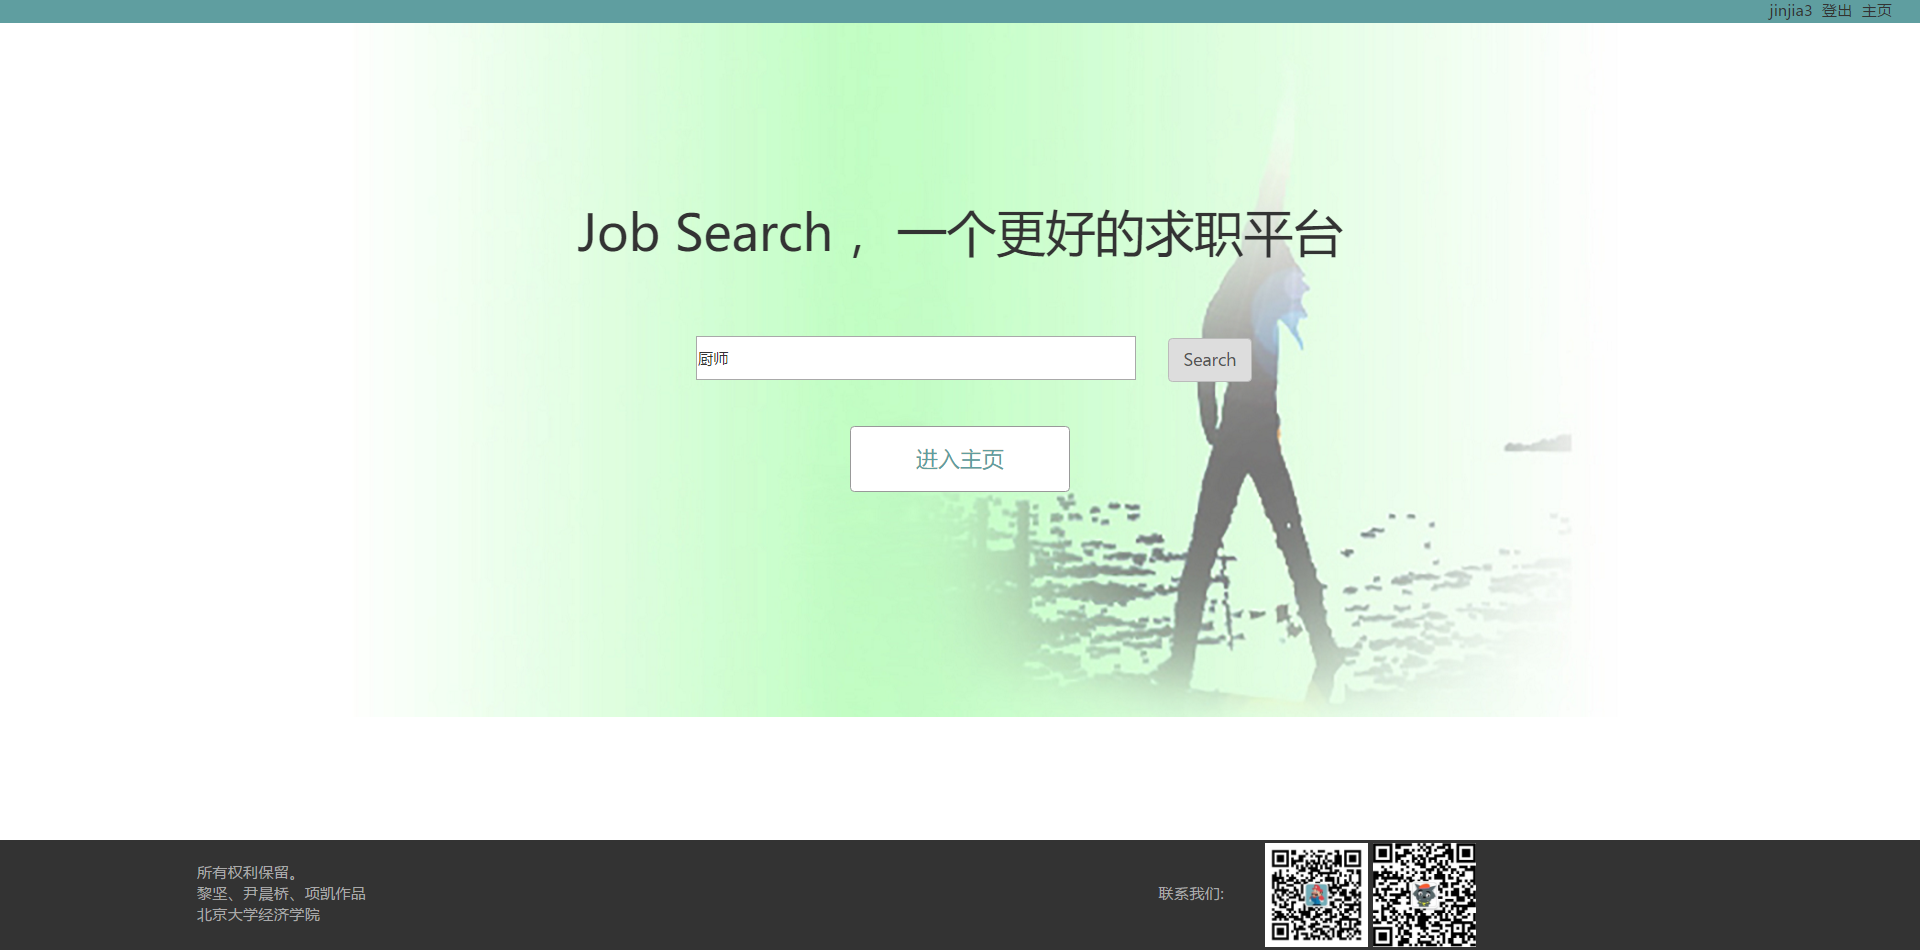 jinjia3 登出 主页
Job Search， 一个更好的求职平台
厨师
Search
进入主页
所有权利保留。
黎坚、尹晨桥、项凯作品
北京大学经济学院
联系我们: